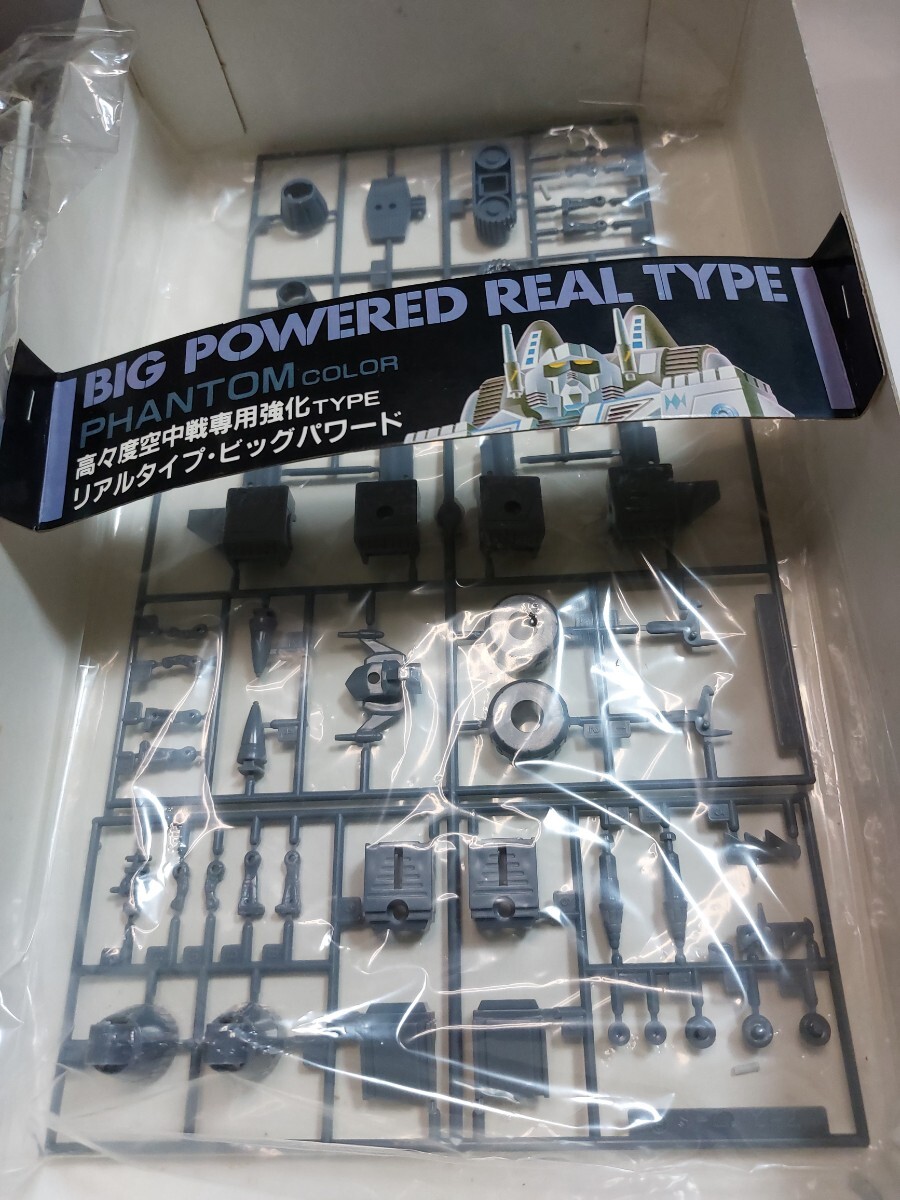 BIG POWERED REAL TYPE
PHANTOM COLOR
高々度空中戦専用強化TYPE
リアルタイプ・ビッグパワード